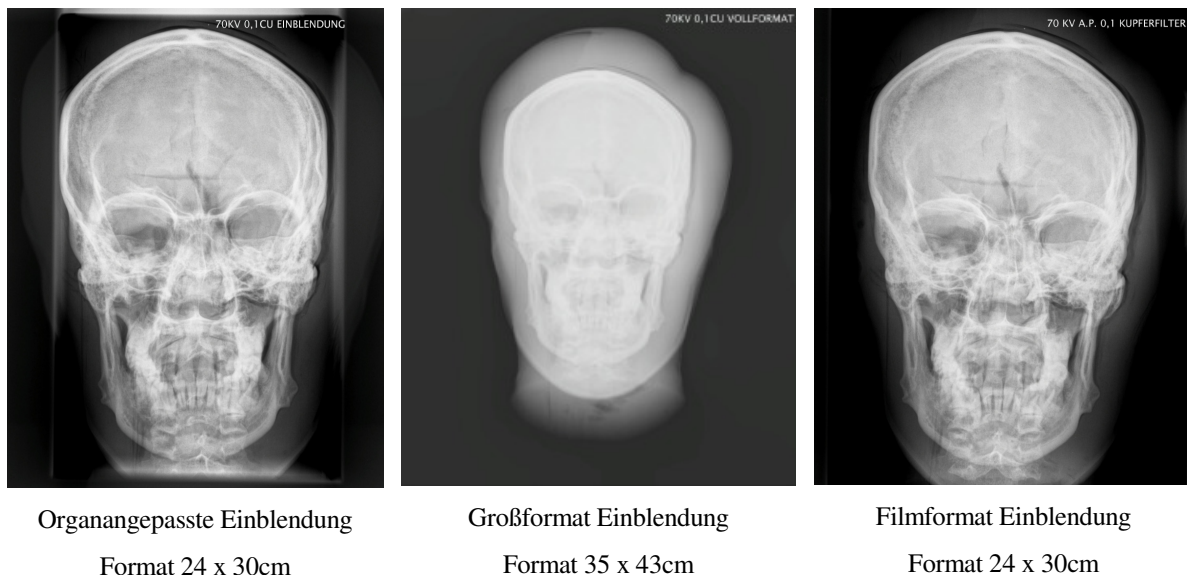 70KV 0,1CU EINBLENDUNG
70KV 0,1CU VOLLFORMAT
70 KV A.P. 0,1 KUPFERFILTER
Organangepasste Einblendung
Format 24 x 30cm
Großformat Einblendung
Format 35 x 43cm
Filmformat Einblendung
Format 24 x 30cm